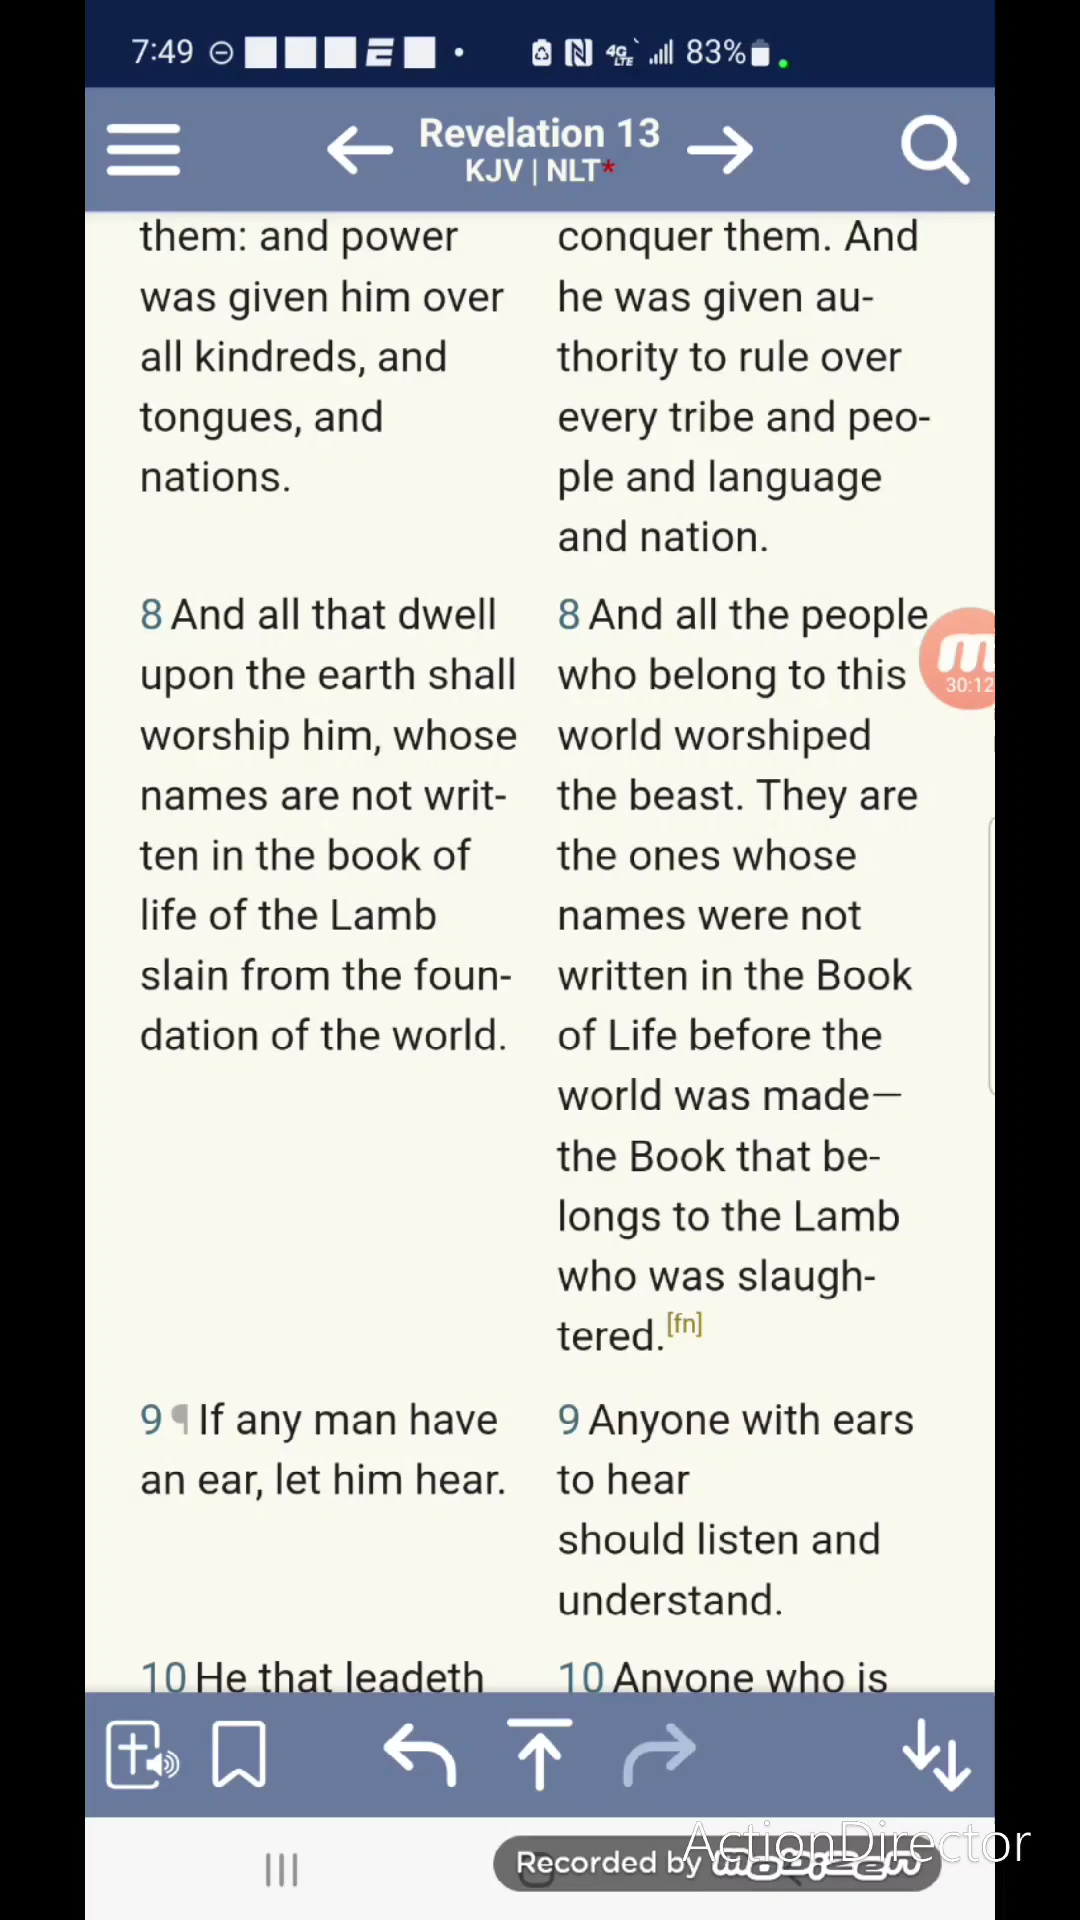 7:49
4G LTE 83%
Revelation 13
KJV | NLT*
them: and power
was given him over
all kindreds, and
tongues, and
nations.
conquer them. And
he was given au-
thority to rule over
every tribe and peo-
ple and language
and nation.
8 And all that dwell
upon the earth shall
worship him, whose
names are not writ-
ten in the book of
life of the Lamb
slain from the foun-
dation of the world.
8 And all the people
who belong to this
world worshiped
the beast. They are
the ones whose
names were not
written in the Book
of Life before the
world was made—
the Book that be-
longs to the Lamb
who was slaugh-
tered.[fn]
m
30:12
9 ¶ If any man have
an ear, let him hear.
9 Anyone with ears
to hear
should listen and
understand.
10 He that leadeth
10 Anyone who is
ActionDirector
Recorded by mobizen